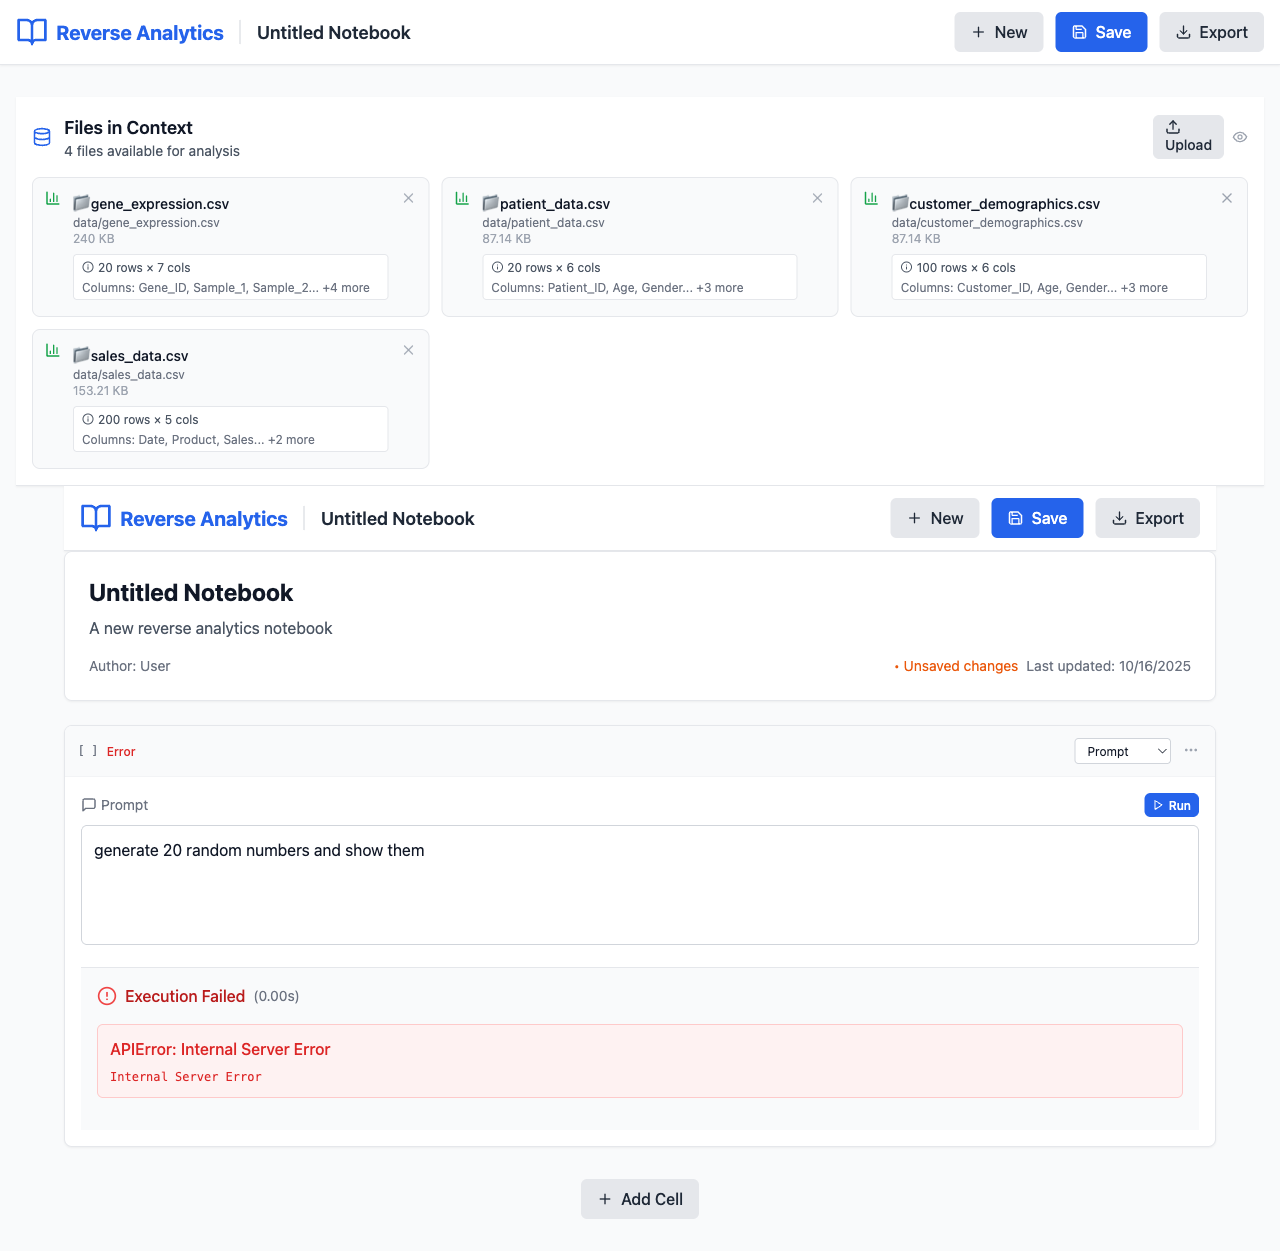 Reverse Analytics
Untitled Notebook
New
Save
Export
Files in Context
4 files available for analysis
Upload
gene_expression.csv
data/gene_expression.csv
240 KB
20 rows × 7 cols
Columns: Gene_ID, Sample_1, Sample_2... +4 more
patient_data.csv
data/patient_data.csv
87.14 KB
20 rows × 6 cols
Columns: Patient_ID, Age, Gender... +3 more
customer_demographics.csv
data/customer_demographics.csv
87.14 KB
100 rows × 6 cols
Columns: Customer_ID, Age, Gender... +3 more
sales_data.csv
data/sales_data.csv
153.21 KB
200 rows × 5 cols
Columns: Date, Product, Sales... +2 more
Reverse Analytics
Untitled Notebook
New
Save
Export
Untitled Notebook
A new reverse analytics notebook
Author: User
• Unsaved changes
Last updated: 10/16/2025
[ ]
Error
Prompt
Prompt
Run
generate 20 random numbers and show them
Execution Failed (0.00s)
APIError: Internal Server Error
Internal Server Error
Add Cell